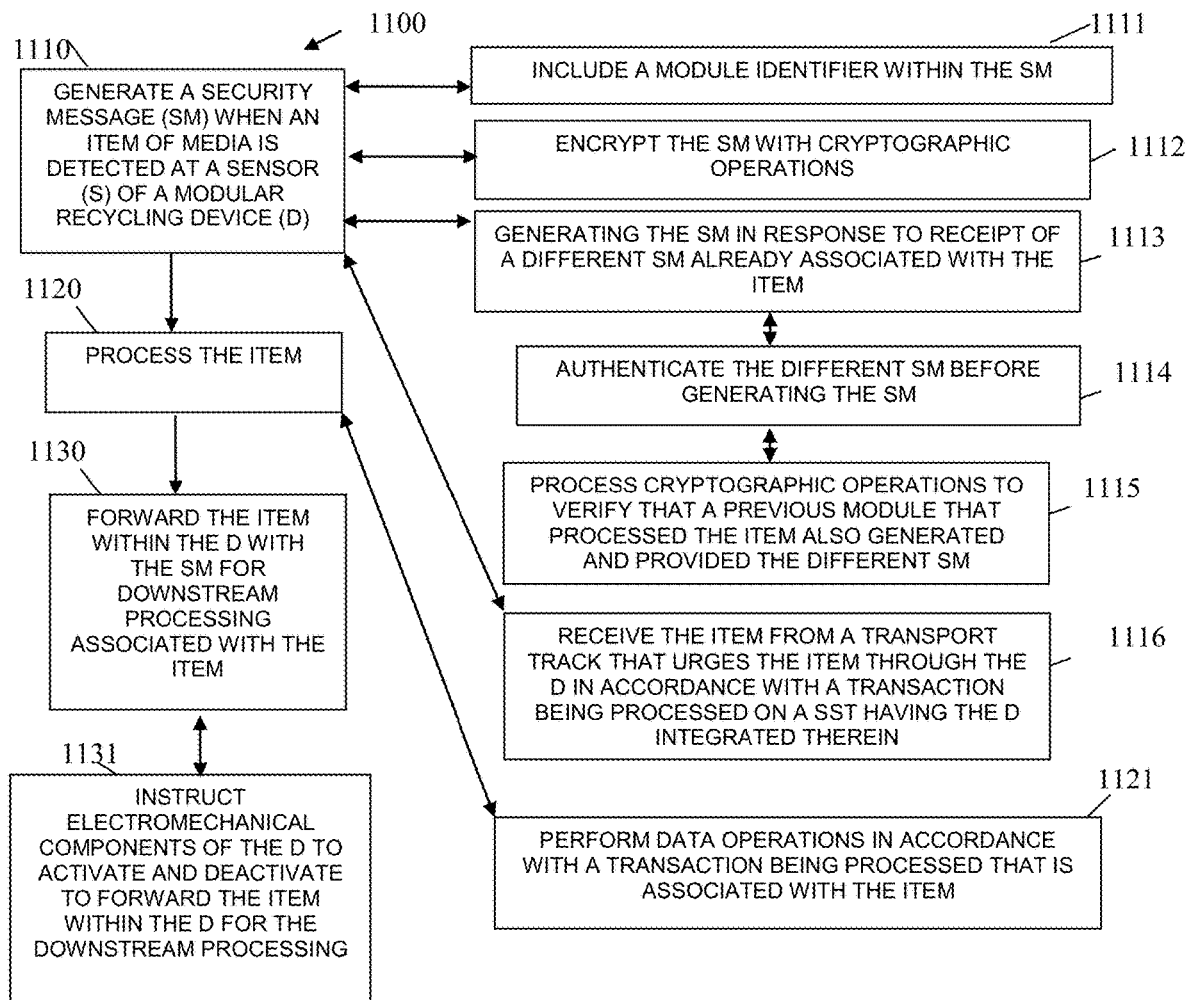 1100
1110
GENERATE A SECURITY
MESSAGE (SM) WHEN AN
ITEM OF MEDIA IS
DETECTED AT A SENSOR
(S) OF A MODULAR
RECYCLING DEVICE (D)
1111
INCLUDE A MODULE IDENTIFIER WITHIN THE SM
1112
ENCRYPT THE SM WITH CRYPTOGRAPHIC
OPERATIONS
1113
GENERATING THE SM IN RESPONSE TO RECEIPT OF
A DIFFERENT SM ALREADY ASSOCIATED WITH THE
ITEM
1114
AUTHENTICATE THE DIFFERENT SM BEFORE
GENERATING THE SM
1115
PROCESS CRYPTOGRAPHIC OPERATIONS TO
VERIFY THAT A PREVIOUS MODULE THAT
PROCESSED THE ITEM ALSO GENERATED
AND PROVIDED THE DIFFERENT SM
1116
RECEIVE THE ITEM FROM A TRANSPORT
TRACK THAT URGES THE ITEM THROUGH THE
D IN ACCORDANCE WITH A TRANSACTION
BEING PROCESSED ON A SST HAVING THE D
INTEGRATED THEREIN
1120
PROCESS THE ITEM
1121
PERFORM DATA OPERATIONS IN ACCORDANCE
WITH A TRANSACTION BEING PROCESSED THAT IS
ASSOCIATED WITH THE ITEM
1130
FORWARD THE ITEM
WITHIN THE D WITH
THE SM FOR
DOWNSTREAM
PROCESSING
ASSOCIATED WITH THE
ITEM
1131
INSTRUCT
ELECTROMECHANICAL
COMPONENTS OF THE D TO
ACTIVATE AND DEACTIVATE
TO FORWARD THE ITEM
WITHIN THE D FOR THE
DOWNSTREAM PROCESSING